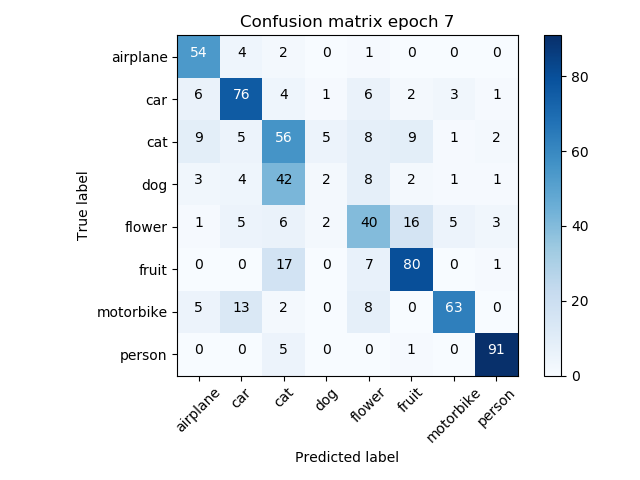 Confusion matrix epoch 7
True label
airplane 54 4 2 0 1 0 0 0
car 6 76 4 1 6 2 3 1
cat 9 5 56 5 8 9 1 2
dog 3 4 42 2 8 2 1 1
flower 1 5 6 2 40 16 5 3
fruit 0 0 17 0 7 80 0 1
motorbike 5 13 2 0 8 0 63 0
person 0 0 5 0 0 1 0 91
airplane car cat dog flower fruit motorbike person
Predicted label
80
60
40
20
0